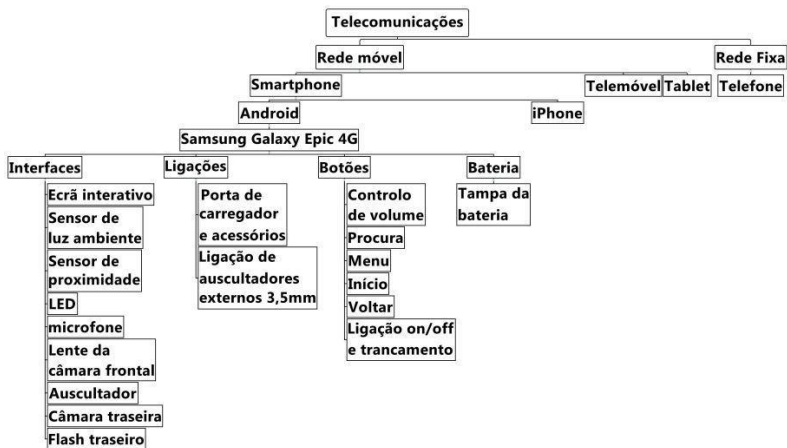 Telecomunicações
Rede móvel
Rede Fixa
Smartphone
Telemóvel
Tablet
Telefone
Android
iPhone
Samsung Galaxy Epic 4G
Interfaces
Ligações
Botões
Bateria
Ecrã interativo
Sensor de
luz ambiente
Sensor de
proximidade
LED
microfone
Lente da
câmara frontal
Auscultador
Câmara traseira
Flash traseiro
Porta de
carregador
e acessórios
Ligação de
auscultadores
externos 3,5mm
Controlo
de volume
Procura
Menu
Início
Voltar
Ligação on/off
e trancamento
Tampa da
bateria